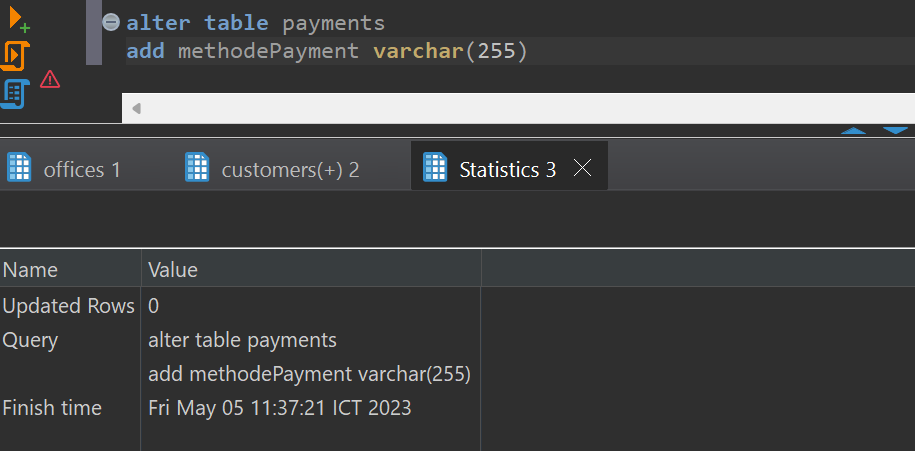 alter table payments
add methodePayment varchar(255)
offices 1 customers(+) 2 Statistics 3
Name Value
Updated Rows 0
Query alter table payments
add methodePayment varchar(255)
Finish time Fri May 05 11:37:21 ICT 2023